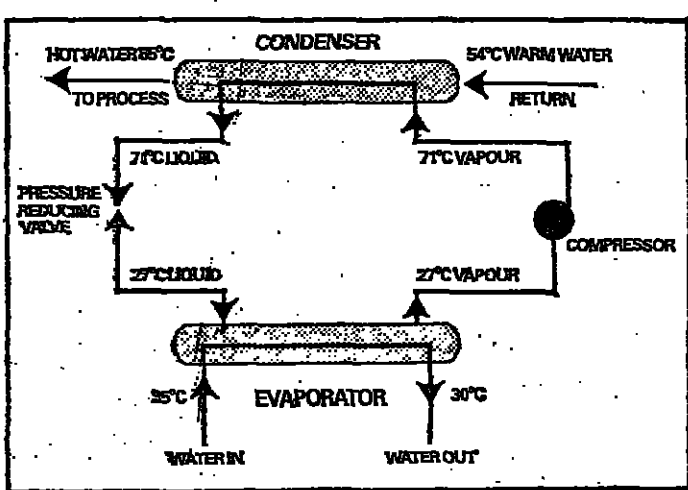 CONDENSER
HOT WATER 65°C
54°C WARM WATER
TO PROCESS
RETURN
71°C LIQUID
71°C VAPOUR
PRESSURE
REDUCING
VALVE
COMPRESSOR
27°C LIQUID
27°C VAPOUR
35°C
EVAPORATOR
30°C
WATER IN
WATER OUT